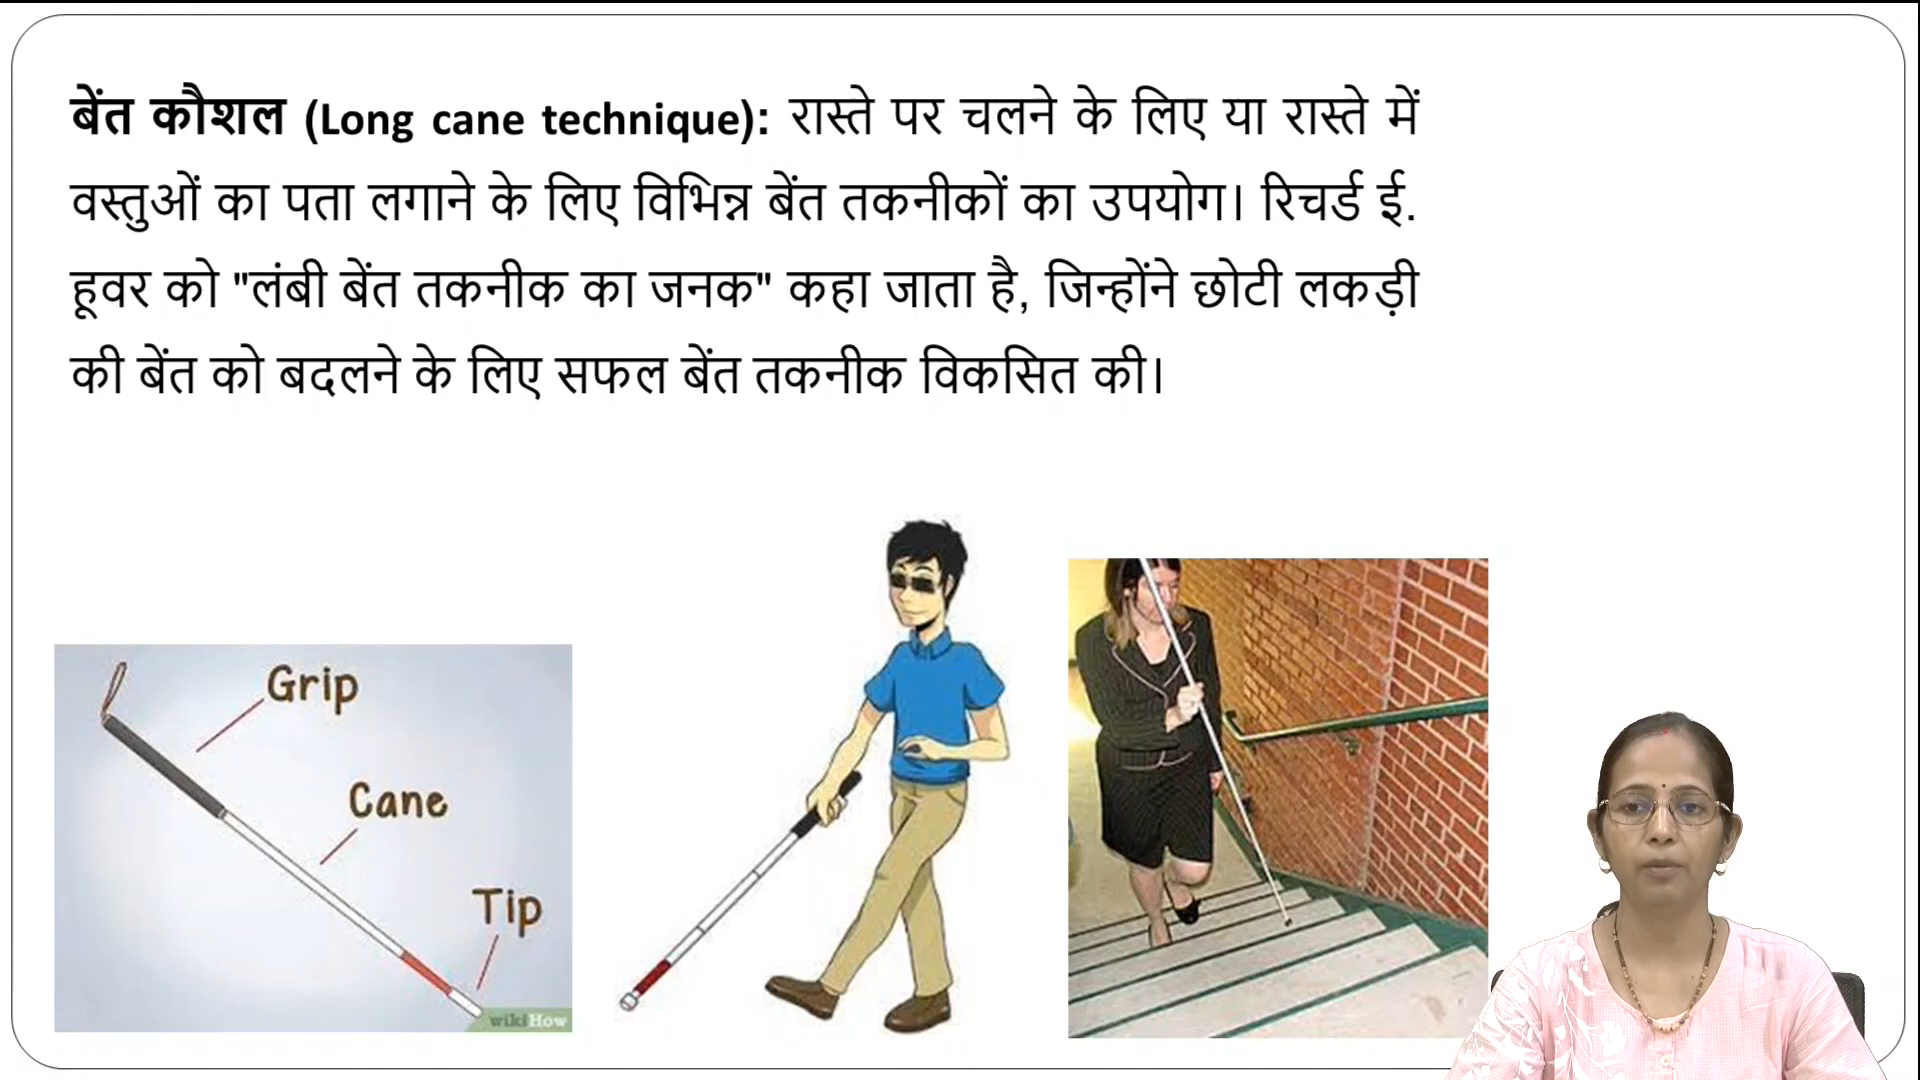 बेंत कौशल (Long cane technique): रास्ते पर चलने के लिए या रास्ते में
वस्तुओं का पता लगाने के लिए विभिन्न बेंत तकनीकों का उपयोग। रिचर्ड ई.
हूवर को "लंबी बेंत तकनीक का जनक" कहा जाता है, जिन्होंने छोटी लकड़ी
की बेंत को बदलने के लिए सफल बेंत तकनीक विकसित की।
Grip
Cane
Tip
wikiHow